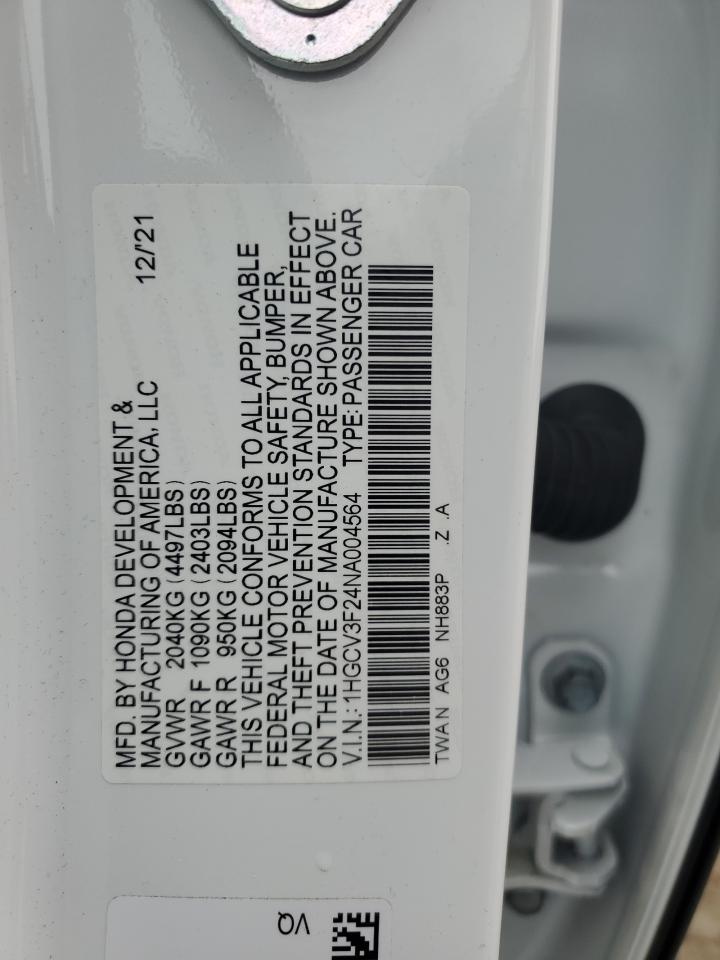 MFD. BY HONDA DEVELOPMENT &
MANUFACTURING OF AMERICA, LLC 12/'21
GVWR 2040KG (4497LBS)
GAWR F 1090KG (2403LBS)
GAWR R 950KG (2094LBS)
THIS VEHICLE CONFORMS TO ALL APPLICABLE
FEDERAL MOTOR VEHICLE SAFETY, BUMPER,
AND THEFT PREVENTION STANDARDS IN EFFECT
ON THE DATE OF MANUFACTURE SHOWN ABOVE.
V.I.N.: 1HGCV3F24NA004564 TYPE: PASSENGER CAR
TWA N AG6 NH883P .Z .A
VQ